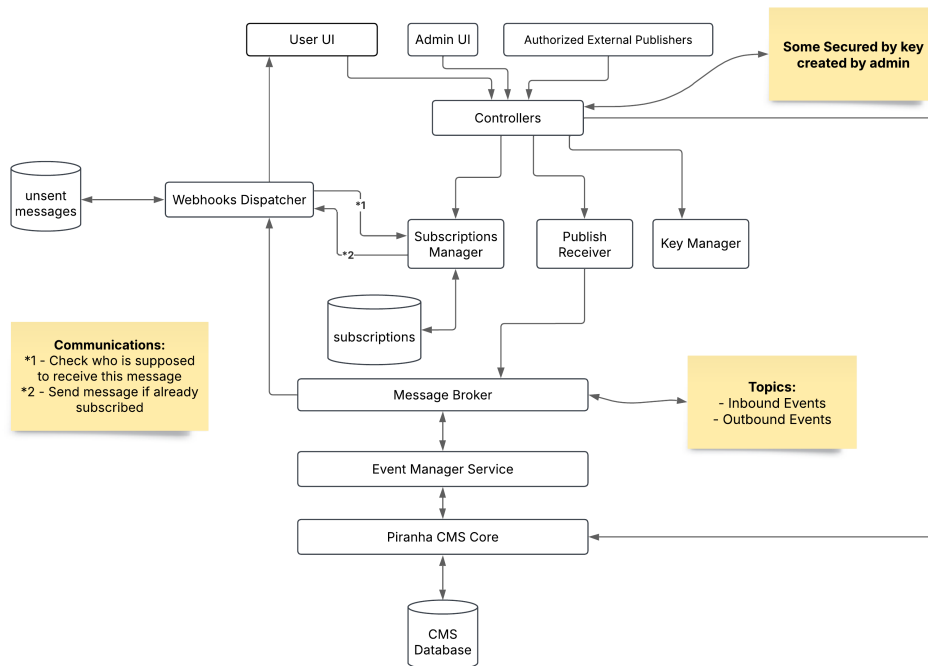 User UI
Admin UI
Authorized External Publishers
Some Secured by key
created by admin
Controllers
unsent
messages
Webhooks Dispatcher
*1
*2
Subscriptions
Manager
Publish
Receiver
Key Manager
subscriptions
Communications:
*1 - Check who is supposed
to receive this message
*2 - Send message if already
subscribed
Message Broker
Topics:
- Inbound Events
- Outbound Events
Event Manager Service
Piranha CMS Core
CMS
Database